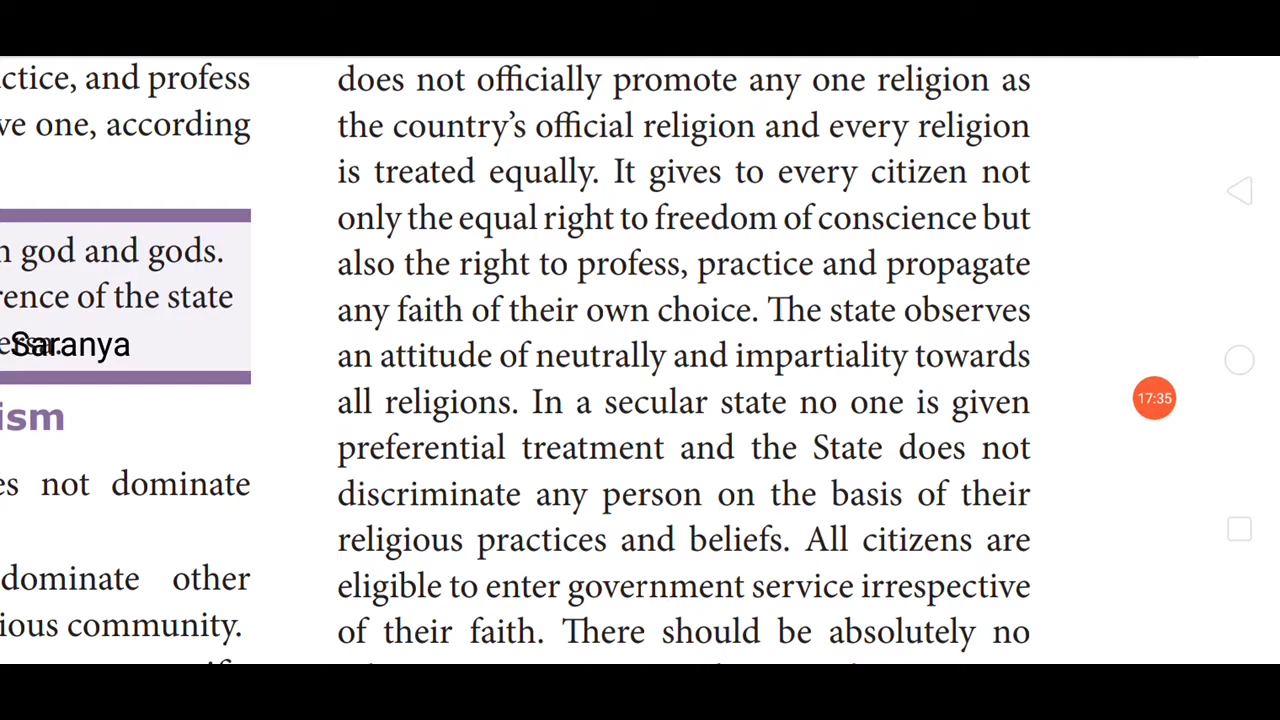 ctice, and profess
ve one, according
n god and gods.
rence of the state
Saranya
ism
es not dominate
dominate other
ious community.
does not officially promote any one religion as
the country's official religion and every religion
is treated equally. It gives to every citizen not
only the equal right to freedom of conscience but
also the right to profess, practice and propagate
any faith of their own choice. The state observes
an attitude of neutrally and impartiality towards
all religions. In a secular state no one is given
preferential treatment and the State does not
discriminate any person on the basis of their
religious practices and beliefs. All citizens are
eligible to enter government service irrespective
of their faith. There should be absolutely no
17:35